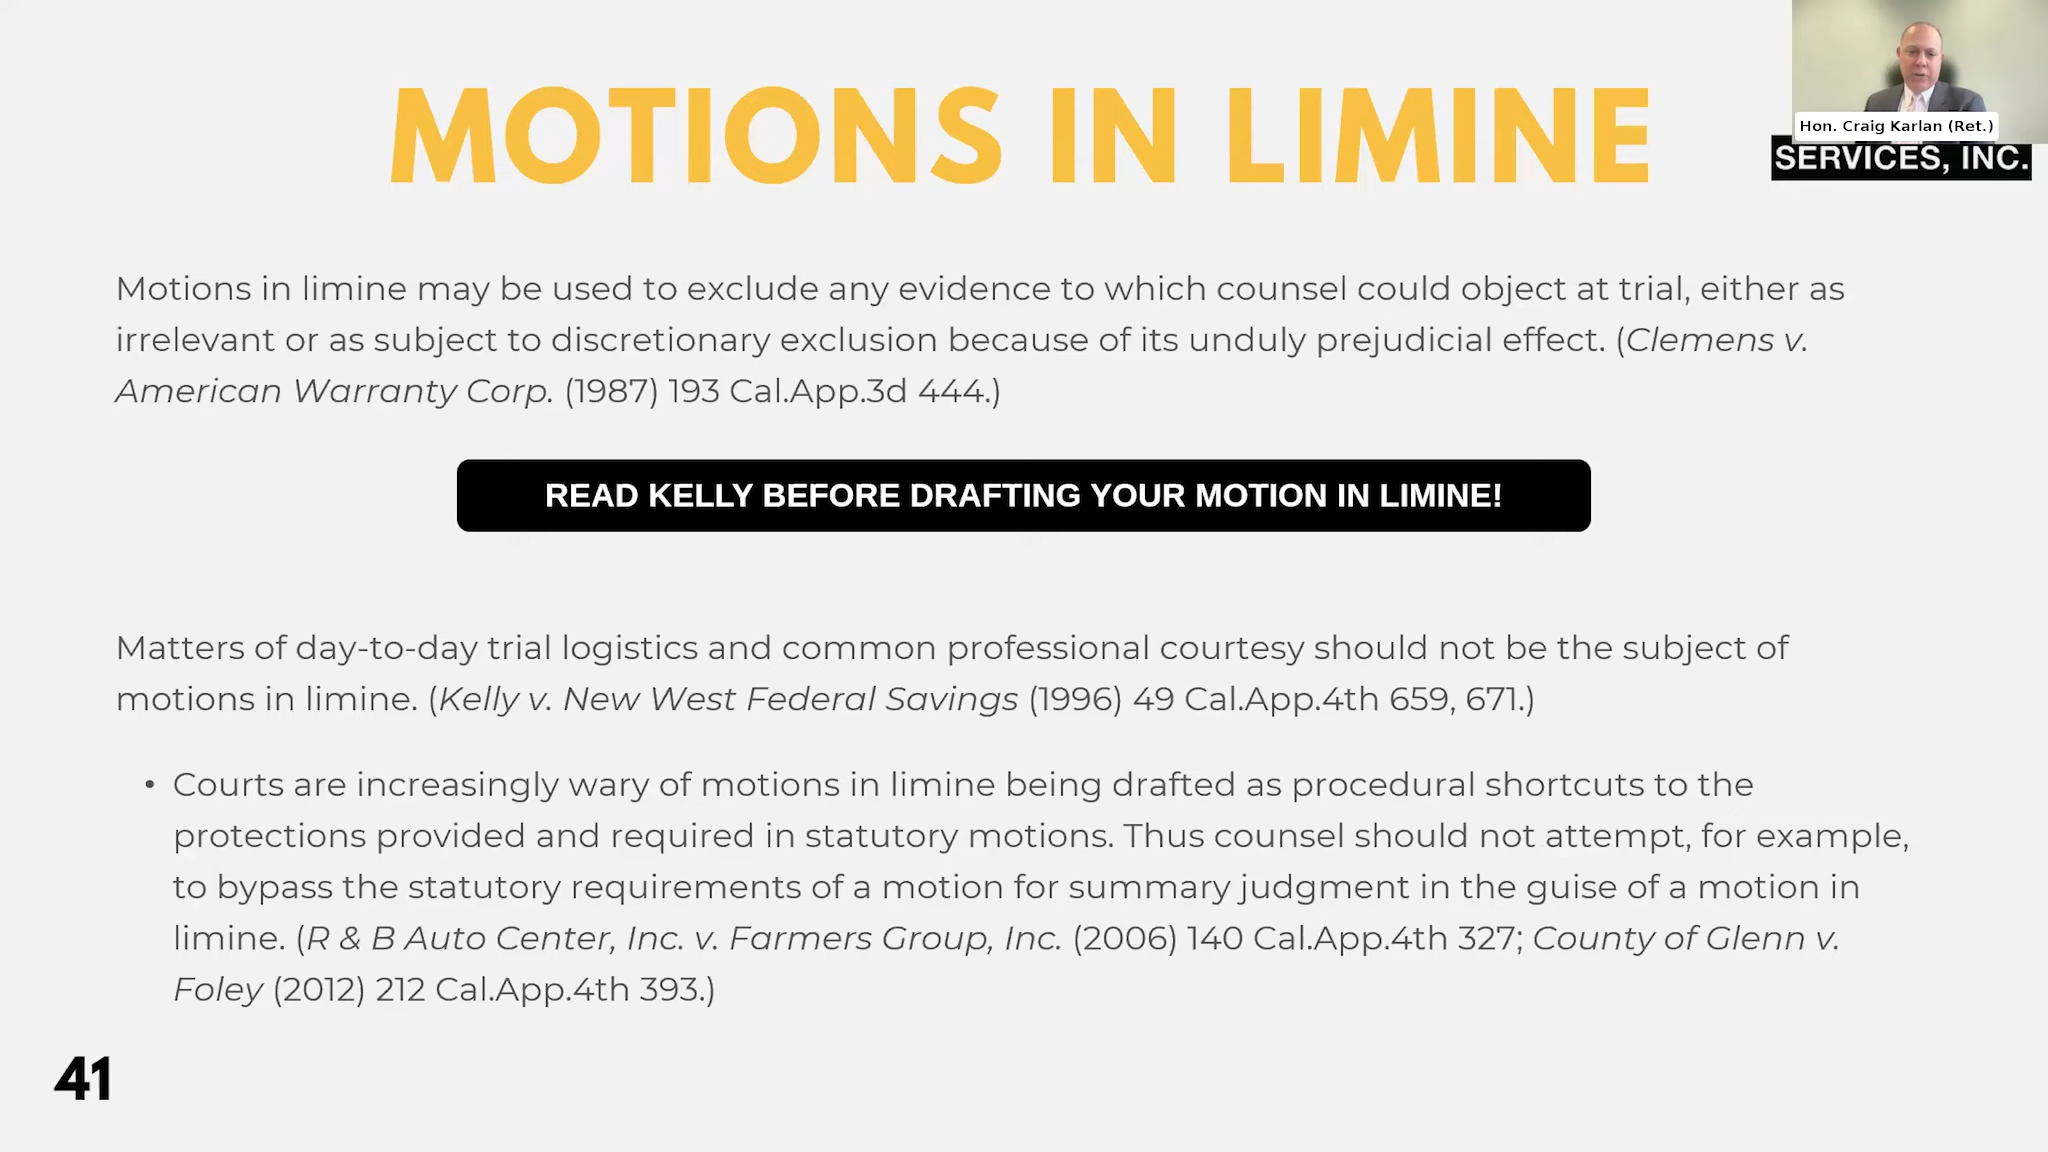 MOTIONS IN LIMINE
Hon. Craig Karlan (Ret.)
SERVICES, INC.
Motions in limine may be used to exclude any evidence to which counsel could object at trial, either as
irrelevant or as subject to discretionary exclusion because of its unduly prejudicial effect. (Clemens v.
American Warranty Corp. (1987) 193 Cal.App.3d 444.)
READ KELLY BEFORE DRAFTING YOUR MOTION IN LIMINE!
Matters of day-to-day trial logistics and common professional courtesy should not be the subject of
motions in limine. (Kelly v. New West Federal Savings (1996) 49 Cal.App.4th 659, 671.)
• Courts are increasingly wary of motions in limine being drafted as procedural shortcuts to the
protections provided and required in statutory motions. Thus counsel should not attempt, for example,
to bypass the statutory requirements of a motion for summary judgment in the guise of a motion in
limine. (R & B Auto Center, Inc. v. Farmers Group, Inc. (2006) 140 Cal.App.4th 327; County of Glenn v.
Foley (2012) 212 Cal.App.4th 393.)
41